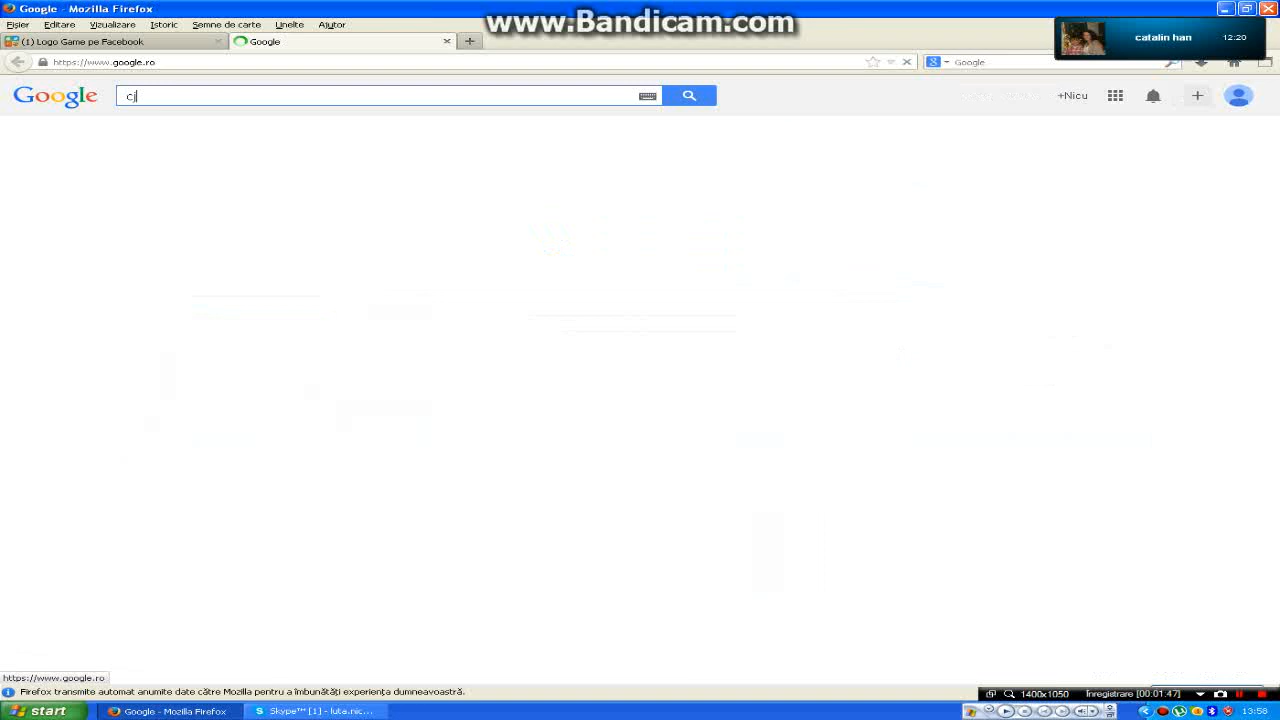 Google - Mozilla Firefox
www.Bandicam.com
Fișier Editare Vizualizare Istoric Semne de carte Unelte Ajutor
catalin han 12:20
(1) Logo Game pe Facebook
Google
https://www.google.ro
Google
Google cj
+Nicu
https://www.google.ro
Firefox transmite automat anumite date către Mozilla pentru a îmbunătăți experiența dumneavoastră.
1400x1050 Înregistrare [00:01:47]
start
Google - Mozilla Firefox
Skype™ [1] - luta.nic...
13:58